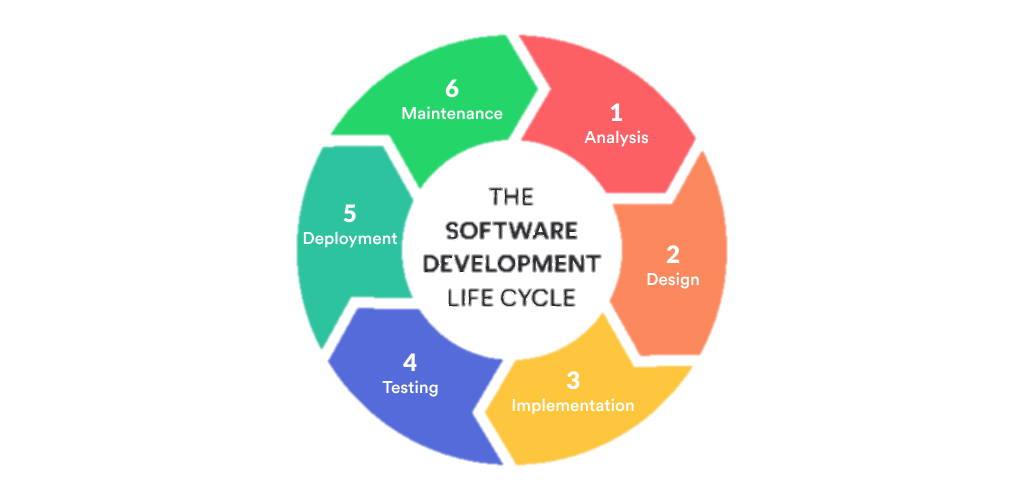 THE
SOFTWARE
DEVELOPMENT
LIFE CYCLE
1
Analysis
2
Design
3
Implementation
4
Testing
5
Deployment
6
Maintenance